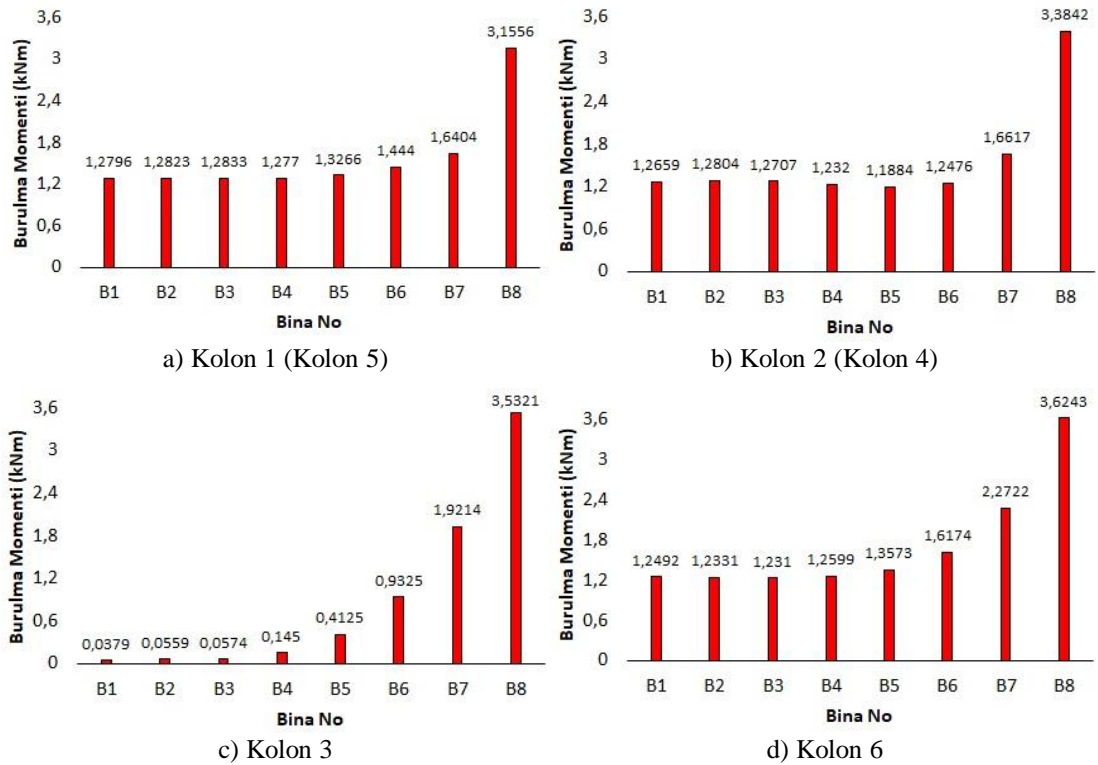 3,6
3
2,4
1,8
1,2
0,6
0
Burulma Momenti (kNm)
1,2796 1,2823 1,2833 1,277 1,3266 1,444 1,6404 3,1556
B1 B2 B3 B4 B5 B6 B7 B8
Bina No
a) Kolon 1 (Kolon 5)
3,6
3
2,4
1,8
1,2
0,6
0
Burulma Momenti (kNm)
1,2659 1,2804 1,2707 1,232 1,1884 1,2476 1,6617 3,3842
B1 B2 B3 B4 B5 B6 B7 B8
Bina No
b) Kolon 2 (Kolon 4)
3,6
3
2,4
1,8
1,2
0,6
0
Burulma Momenti (kNm)
0,0379 0,0559 0,0574 0,145 0,4125 0,9325 1,9214 3,5321
B1 B2 B3 B4 B5 B6 B7 B8
Bina No
c) Kolon 3
3,6
3
2,4
1,8
1,2
0,6
0
Burulma Momenti (kNm)
1,2492 1,2331 1,231 1,2599 1,3573 1,6174 2,2722 3,6243
B1 B2 B3 B4 B5 B6 B7 B8
Bina No
d) Kolon 6